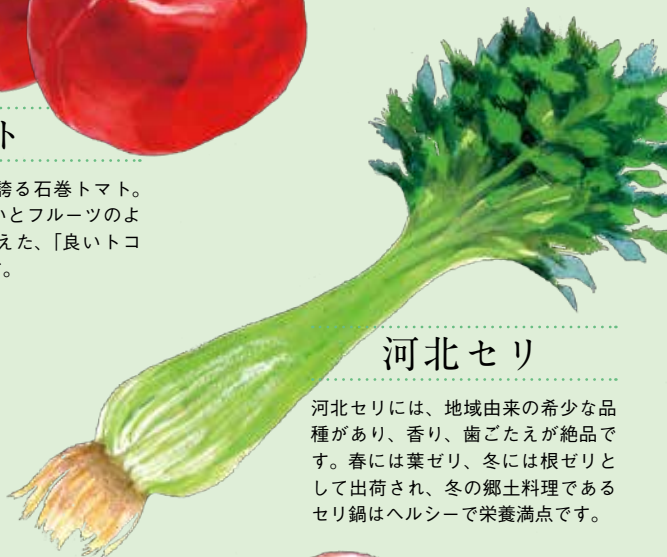 ト
誇る石巻トマト。
いとフルーツのよ
えた、「良いトコ
。
河北セリ
河北セリには、地域由来の希少な品
種があり、香り、歯ごたえが絶品で
す。春には葉ゼリ、冬には根ゼリと
して出荷され、冬の郷土料理である
セリ鍋はヘルシーで栄養満点です。